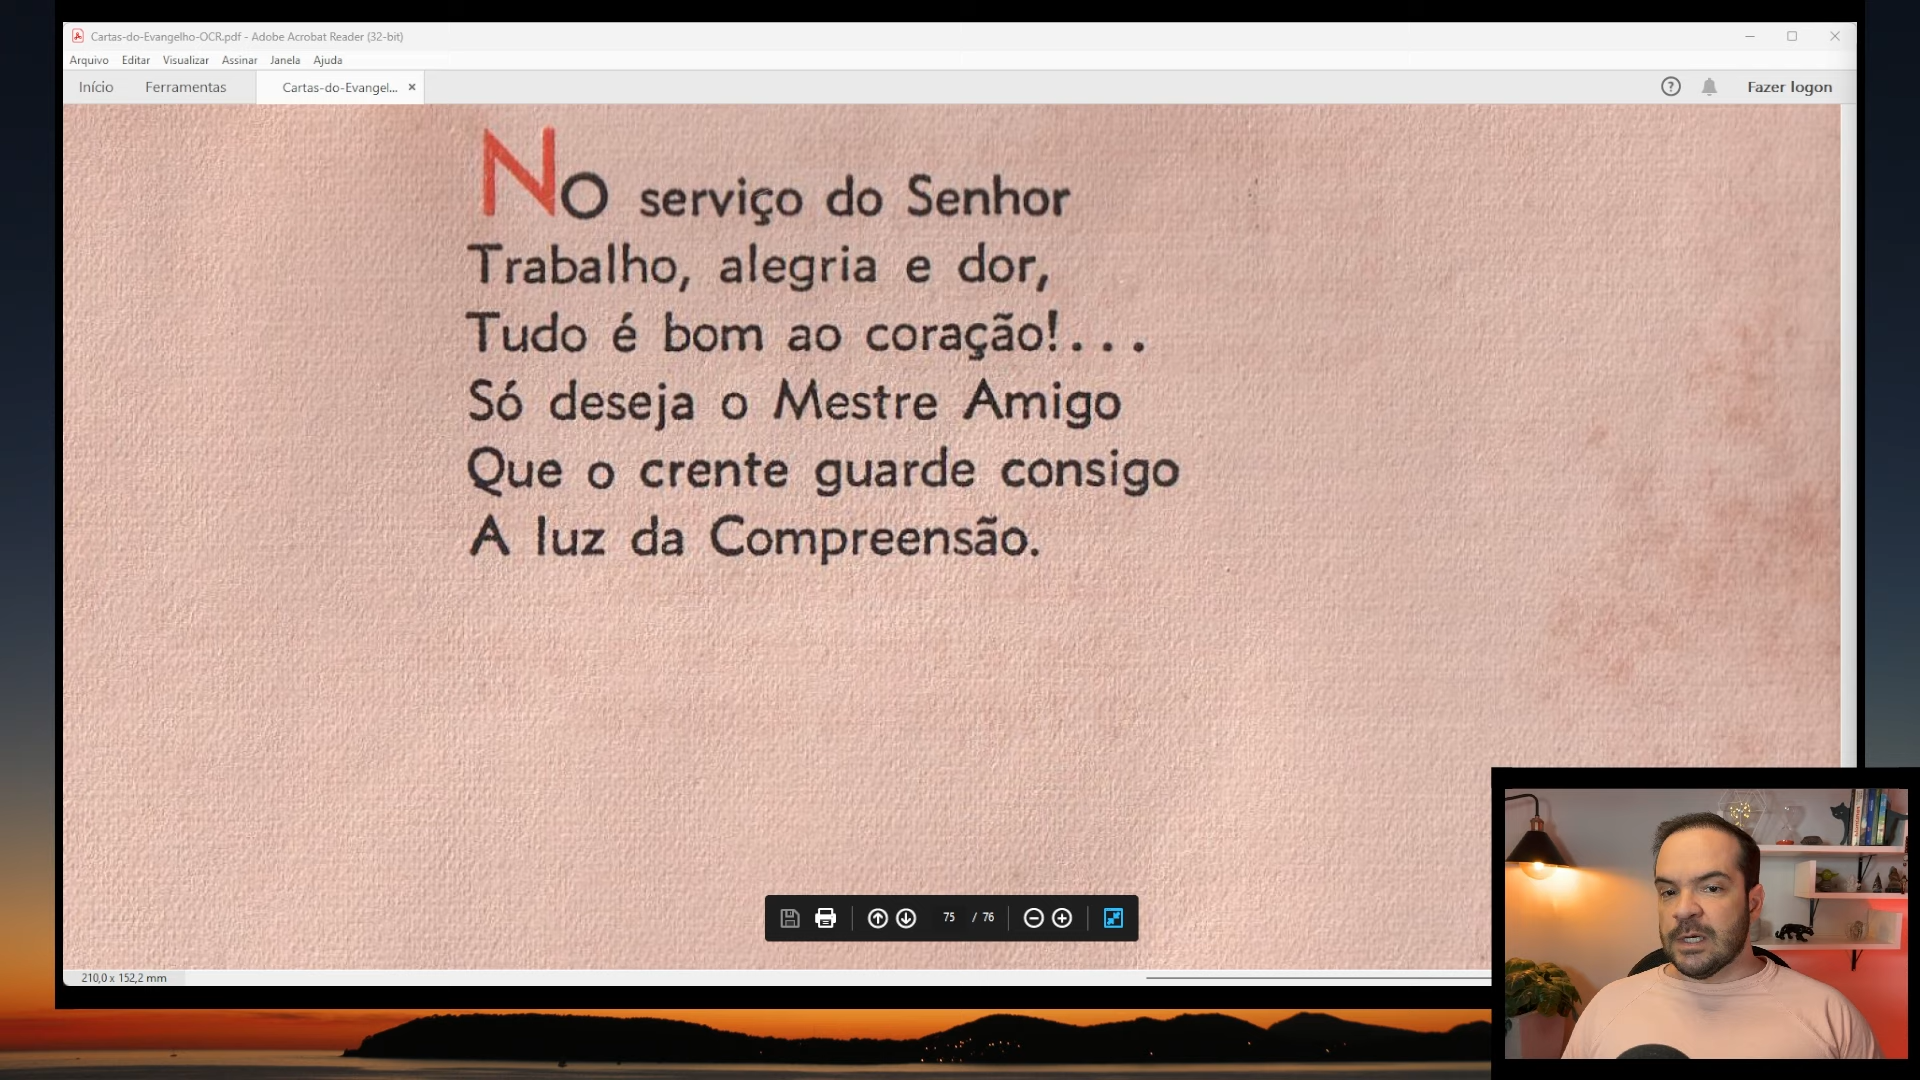 Cartas-do-Evangelho-OCR.pdf - Adobe Acrobat Reader (32-bit)
Arquivo Editar Visualizar Assinar Janela Ajuda
Início Ferramentas Cartas-do-Evangel... Fazer logon
No serviço do Senhor
Trabalho, alegria e dor,
Tudo é bom ao coração!...
Só deseja o Mestre Amigo
Que o crente guarde consigo
A luz da Compreensão.
75 / 76
210,0 x 152,2 mm